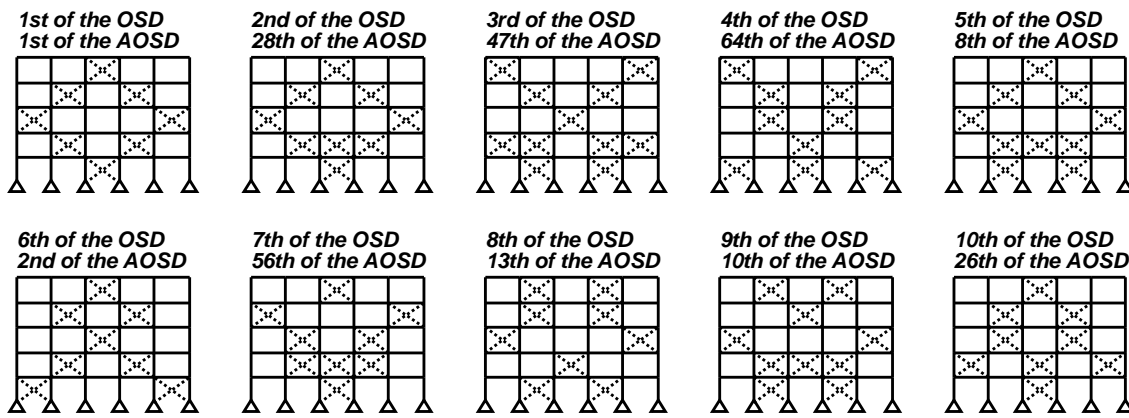 1st of the OSD
1st of the AOSD
2nd of the OSD
28th of the AOSD
3rd of the OSD
47th of the AOSD
4th of the OSD
64th of the AOSD
5th of the OSD
8th of the AOSD
6th of the OSD
2nd of the AOSD
7th of the OSD
56th of the AOSD
8th of the OSD
13th of the AOSD
9th of the OSD
10th of the AOSD
10th of the OSD
26th of the AOSD